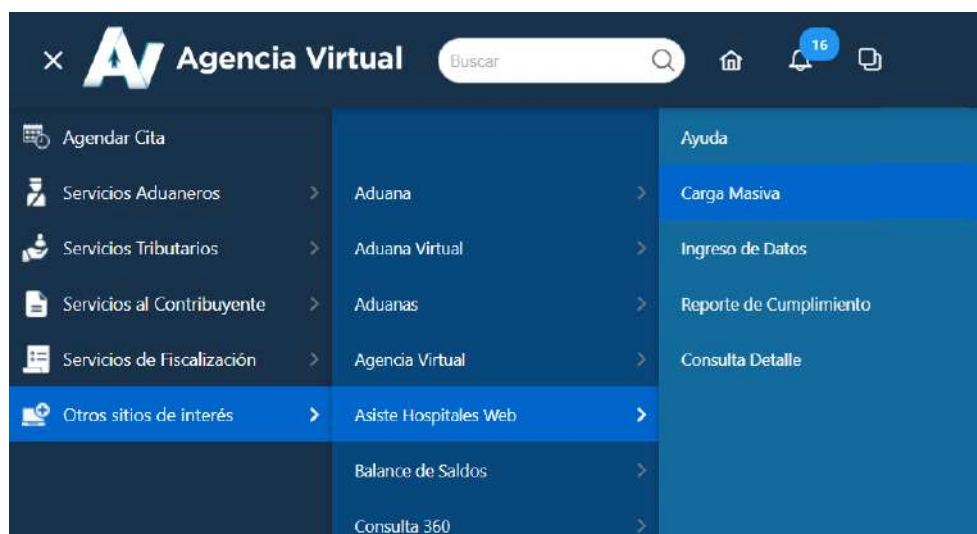 Agencia Virtual
Buscar
16
Agendar Cita
Servicios Aduaneros
Servicios Tributarios
Servicios al Contribuyente
Servicios de Fiscalización
Otros sitios de interés
Aduana
Aduana Virtual
Aduanas
Agencia Virtual
Asiste Hospitales Web
Balance de Saldos
Consulta 360
Ayuda
Carga Masiva
Ingreso de Datos
Reporte de Cumplimiento
Consulta Detalle